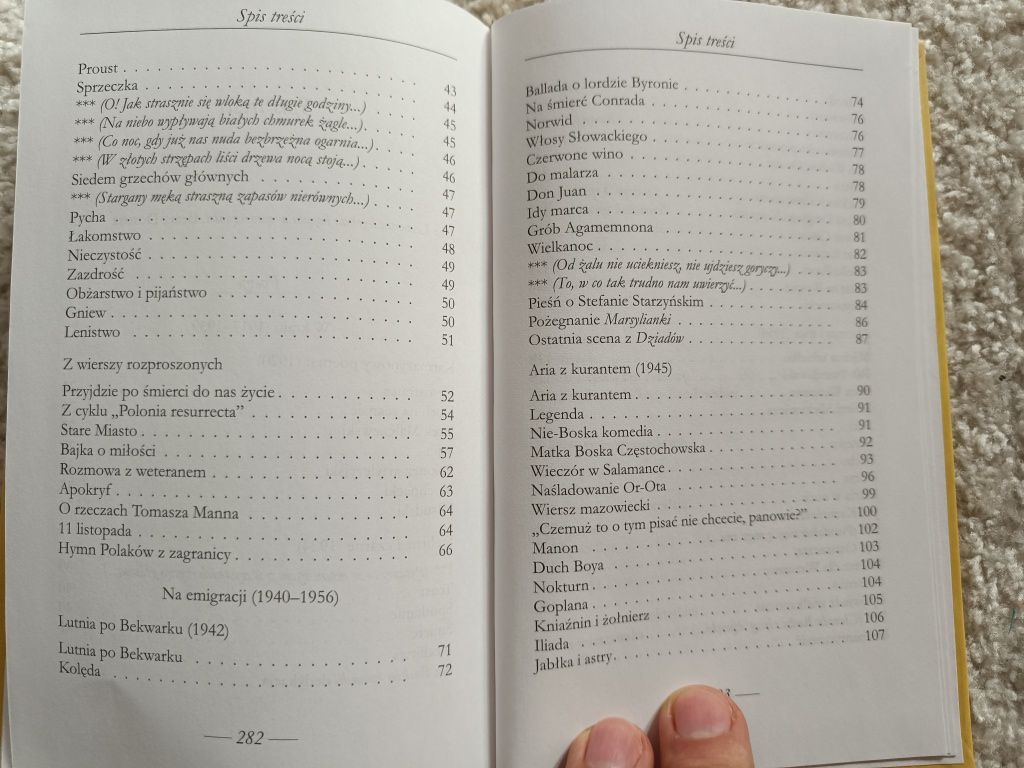 Spis treści
Proust . . . . . . . . . . . . . . . . . . . . 43
Sprzeczka . . . . . . . . . . . . . . . . . . . . 44
*** (O! Jak strasznie się wloką te długie godziny...) . . . . 45
*** (Na niebo wypływają białych chmurek żagle...) . . . . 45
*** (Co noc, gdy już nas nuda bezbrzeżna ogarnia...) . . . . 46
*** (W złotych strzępach liści drzewa nocą stoją...) . . . . 46
Siedem grzechów głównych . . . . . . . . . . . . 47
*** (Stargany męką straszną zapasów nierównych...) . . . . 47
Pycha . . . . . . . . . . . . . . . . . . . . 47
Łakomstwo . . . . . . . . . . . . . . . . . . 48
Nieczystość . . . . . . . . . . . . . . . . . . 49
Zazdrość . . . . . . . . . . . . . . . . . . . 49
Obżarstwo i pijaństwo . . . . . . . . . . . . . 50
Gniew . . . . . . . . . . . . . . . . . . . . 50
Lenistwo . . . . . . . . . . . . . . . . . . . 51
Z wierszy rozproszonych
Przyjdzie po śmierci do nas życie . . . . . . . . . 52
Z cyklu „Polonia resurrecta” . . . . . . . . . . . 54
Stare Miasto . . . . . . . . . . . . . . . . . . 55
Bajka o miłości . . . . . . . . . . . . . . . . . 57
Rozmowa z weteranem . . . . . . . . . . . . . . 62
Apokryf . . . . . . . . . . . . . . . . . . . . 63
O rzeczach Tomasza Manna . . . . . . . . . . . . 64
11 listopada . . . . . . . . . . . . . . . . . . 64
Hymn Polaków z zagranicy . . . . . . . . . . . . 66
Na emigracji (1940–1956)
Lutnia po Bekwarku (1942)
Lutnia po Bekwarku . . . . . . . . . . . . . . . 71
Kolęda . . . . . . . . . . . . . . . . . . . . 72
— 282 —
Spis treści
Ballada o lordzie Byronie . . . . . . . . . . . . 74
Na śmierć Conrada . . . . . . . . . . . . . . . 76
Norwid . . . . . . . . . . . . . . . . . . . . 76
Włosy Słowackiego . . . . . . . . . . . . . . . 77
Czerwone wino . . . . . . . . . . . . . . . . . 78
Do malarza . . . . . . . . . . . . . . . . . . 78
Don Juan . . . . . . . . . . . . . . . . . . . 79
Idy marca . . . . . . . . . . . . . . . . . . . 80
Grób Agamemnona . . . . . . . . . . . . . . . 81
Wielkanoc . . . . . . . . . . . . . . . . . . . 82
*** (Od żalu nie uciekniesz, nie ujdziesz goryczy...) . . . . 83
*** (To, w co tak trudno nam uwierzyć...) . . . . . . . 83
Pieśń o Stefanie Starzyńskim . . . . . . . . . . . 84
Pożegnanie Marsylianki . . . . . . . . . . . . . 86
Ostatnia scena z Dziadów . . . . . . . . . . . . . 87
Aria z kurantem (1945)
Aria z kurantem . . . . . . . . . . . . . . . . . 90
Legenda . . . . . . . . . . . . . . . . . . . . 91
Nie-Boska komedia . . . . . . . . . . . . . . . 91
Matka Boska Częstochowska . . . . . . . . . . . 92
Wieczór w Salamance . . . . . . . . . . . . . . 93
Naśladowanie Or-Ota . . . . . . . . . . . . . . 96
Wiersz mazowiecki . . . . . . . . . . . . . . . 99
„Czemuż to o tym pisać nie chcecie, panowie?” . . . . 100
Manon . . . . . . . . . . . . . . . . . . . . 102
Duch Boya . . . . . . . . . . . . . . . . . . . 103
Nokturn . . . . . . . . . . . . . . . . . . . . 104
Goplana . . . . . . . . . . . . . . . . . . . . 104
Kniaźnin i żołnierz . . . . . . . . . . . . . . . . 105
Iliada . . . . . . . . . . . . . . . . . . . . . 106
Jabłka i astry . . . . . . . . . . . . . . . . . . 107